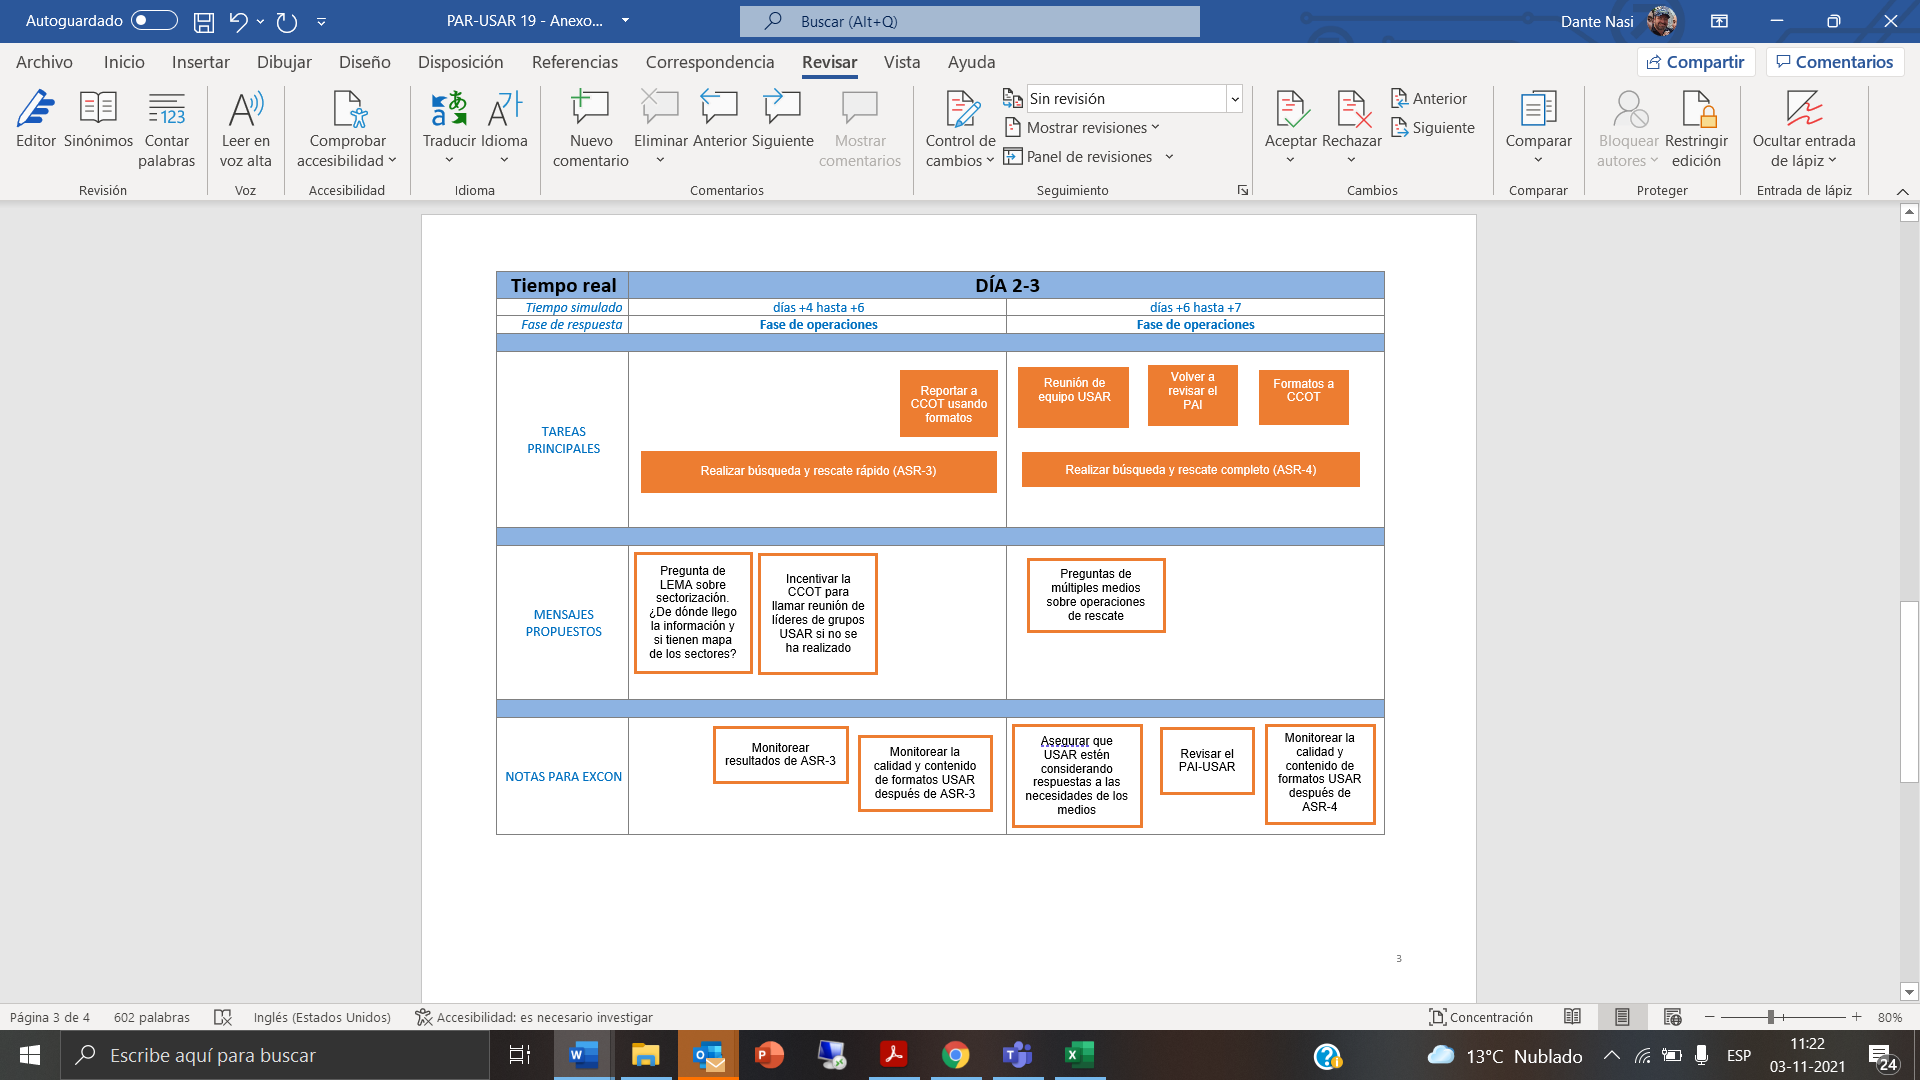 Autoguardado
PAR-USAR 19 - Anexo...
Buscar (Alt+Q)
Dante Nasi
Archivo Inicio Insertar Dibujar Diseño Disposición Referencias Correspondencia Revisar Vista Ayuda
Compartir
Comentarios
Editor
Sinónimos
Contar
palabras
Revisión
Leer en
voz alta
Voz
Comprobar
accesibilidad
Accesibilidad
Traducir
Idioma
Idioma
Nuevo
comentario
Eliminar
Anterior
Siguiente
Mostrar
comentarios
Comentarios
Control de
cambios
Sin revisión
Mostrar revisiones
Panel de revisiones
Seguimiento
Aceptar
Rechazar
Anterior
Siguiente
Cambios
Comparar
Comparar
Bloquear
autores
Restringir
edición
Proteger
Ocultar entrada
de lápiz
Entrada de lápiz
Tiempo real
DÍA 2-3
Tiempo simulado
días +4 hasta +6
días +6 hasta +7
Fase de respuesta
Fase de operaciones
Fase de operaciones
TAREAS
PRINCIPALES
Reportar a
CCOT usando
formatos
Realizar búsqueda y rescate rápido (ASR-3)
Reunión de
equipo USAR
Volver a
revisar el
PAI
Formatos a
CCOT
Realizar búsqueda y rescate completo (ASR-4)
MENSAJES
PROPUESTOS
Pregunta de
LEMA sobre
sectorización.
¿De dónde llego
la información y
si tienen mapa
de los sectores?
Incentivar la
CCOT para
llamar reunión de
líderes de grupos
USAR si no se
ha realizado
Preguntas de
múltiples medios
sobre operaciones
de rescate
NOTAS PARA EXCON
Monitorear
resultados de ASR-3
Monitorear la
calidad y contenido
de formatos USAR
después de ASR-3
Asegurar que
USAR estén
considerando
respuestas a las
necesidades de los
medios
Revisar el
PAI-USAR
Monitorear la
calidad y
contenido de
formatos USAR
después de
ASR-4
3
Página 3 de 4
602 palabras
Inglés (Estados Unidos)
Accesibilidad: es necesario investigar
Concentración
80%
Escribe aquí para buscar
13°C Nublado
ESP
11:22
03-11-2021
24